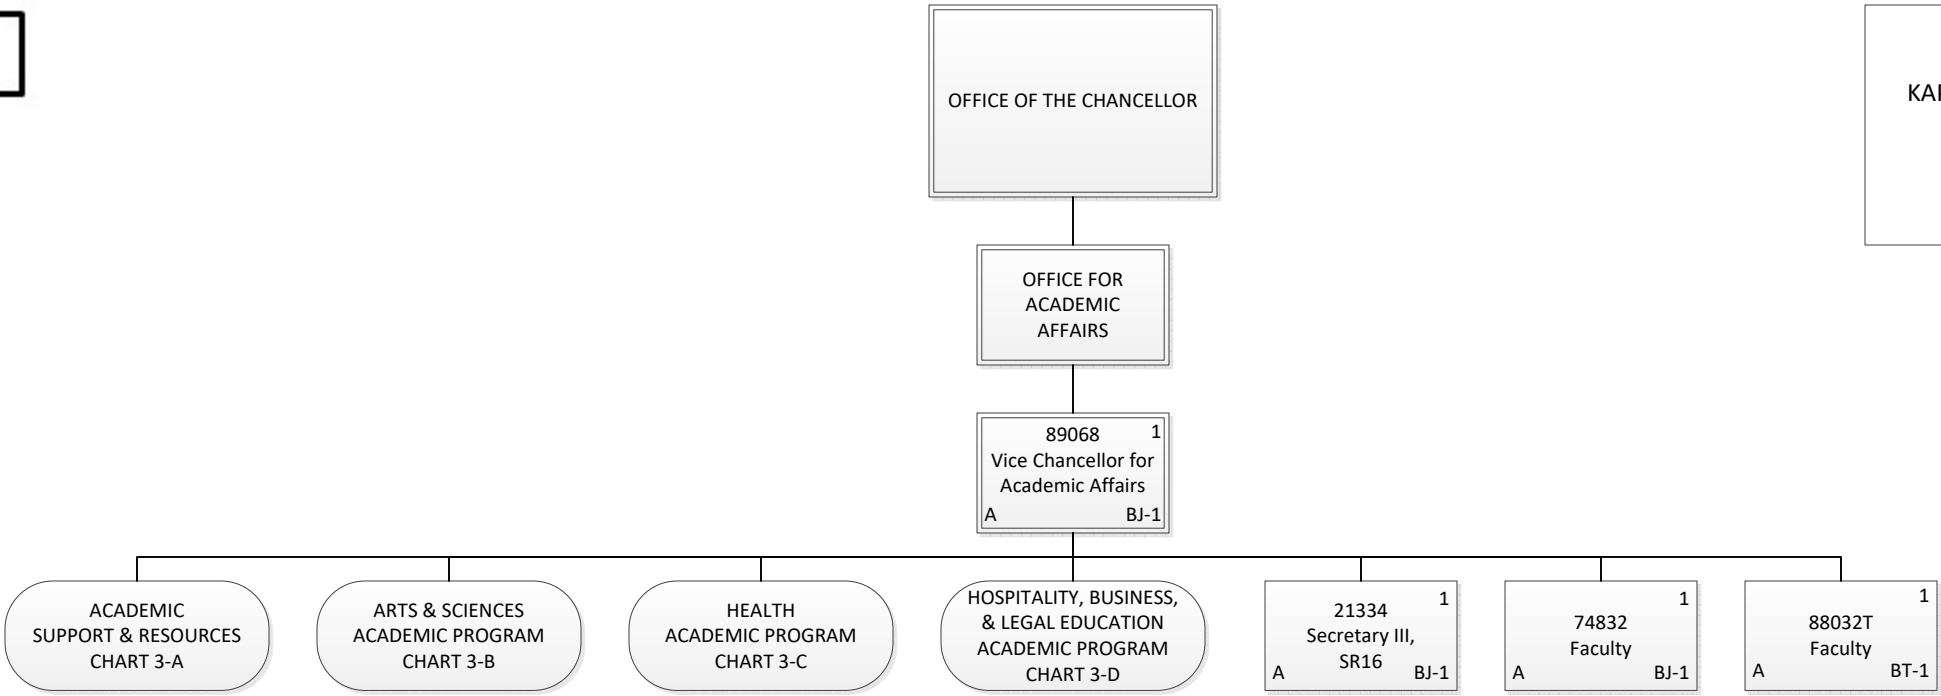 OFFICE OF THE CHANCELLOR
OFFICE FOR
ACADEMIC
AFFAIRS
89068 1
Vice Chancellor for
Academic Affairs
A BJ-1
ACADEMIC
SUPPORT & RESOURCES
CHART 3-A
ARTS & SCIENCES
ACADEMIC PROGRAM
CHART 3-B
HEALTH
ACADEMIC PROGRAM
CHART 3-C
HOSPITALITY, BUSINESS,
& LEGAL EDUCATION
ACADEMIC PROGRAM
CHART 3-D
21334 1
Secretary III,
SR16
A BJ-1
74832 1
Faculty
A BJ-1
88032T 1
Faculty
A BT-1